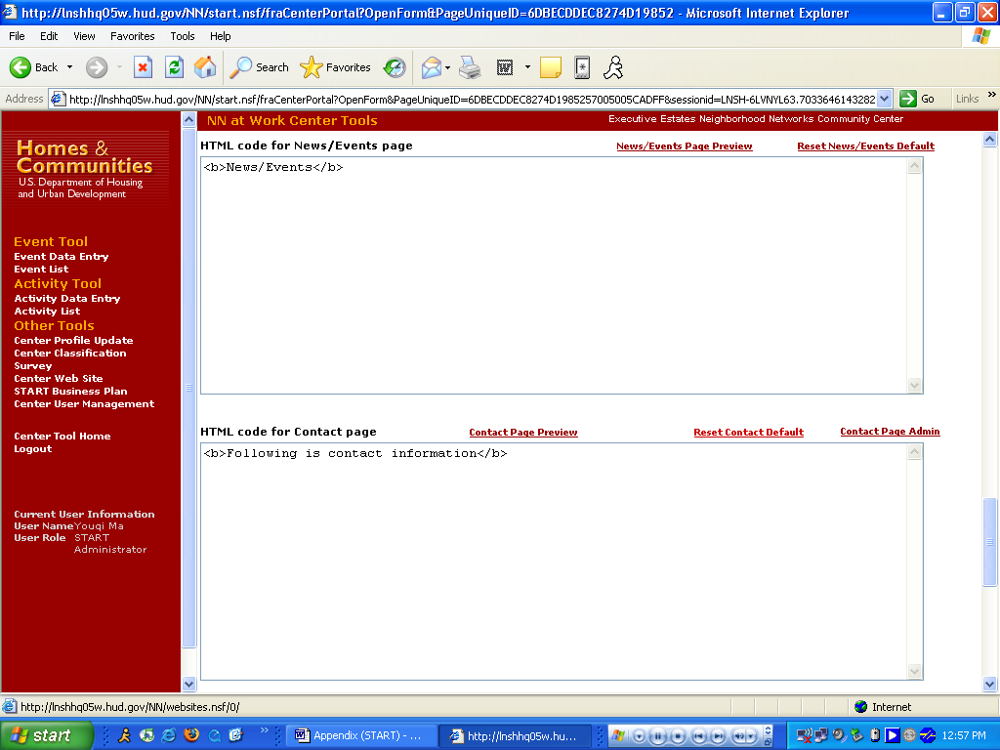 http://lnshhq05w.hud.gov/NN/start.nsf/fraCenterPortal?OpenForm&PageUniqueID=6DBECDDEC8274D19852 - Microsoft Internet Explorer
File Edit View Favorites Tools Help
Back Search Favorites
Address http://lnshhq05w.hud.gov/NN/start.nsf/fraCenterPortal?OpenForm&PageUniqueID=6DBECDDEC8274D1985257005005CADFF&sessionid=LNSH-6LVNYL63.7033646143282 Go Links »
Homes &
Communities
U.S. Department of Housing
and Urban Development
Event Tool
Event Data Entry
Event List
Activity Tool
Activity Data Entry
Activity List
Other Tools
Center Profile Update
Center Classification
Survey
Center Web Site
START Business Plan
Center User Management
Center Tool Home
Logout
Current User Information
User Name Youqi Ma
User Role START
Administrator
NN at Work Center Tools Executive Estates Neighborhood Networks Community Center
HTML code for News/Events page News/Events Page Preview Reset News/Events Default
<b>News/Events</b>
HTML code for Contact page Contact Page Preview Reset Contact Default Contact Page Admin
<b>Following is contact information</b>
http://lnshhq05w.hud.gov/NN/websites.nsf/0/ Internet
start » Appendix (START) - ... http://lnshhq05w.hu... 12:57 PM